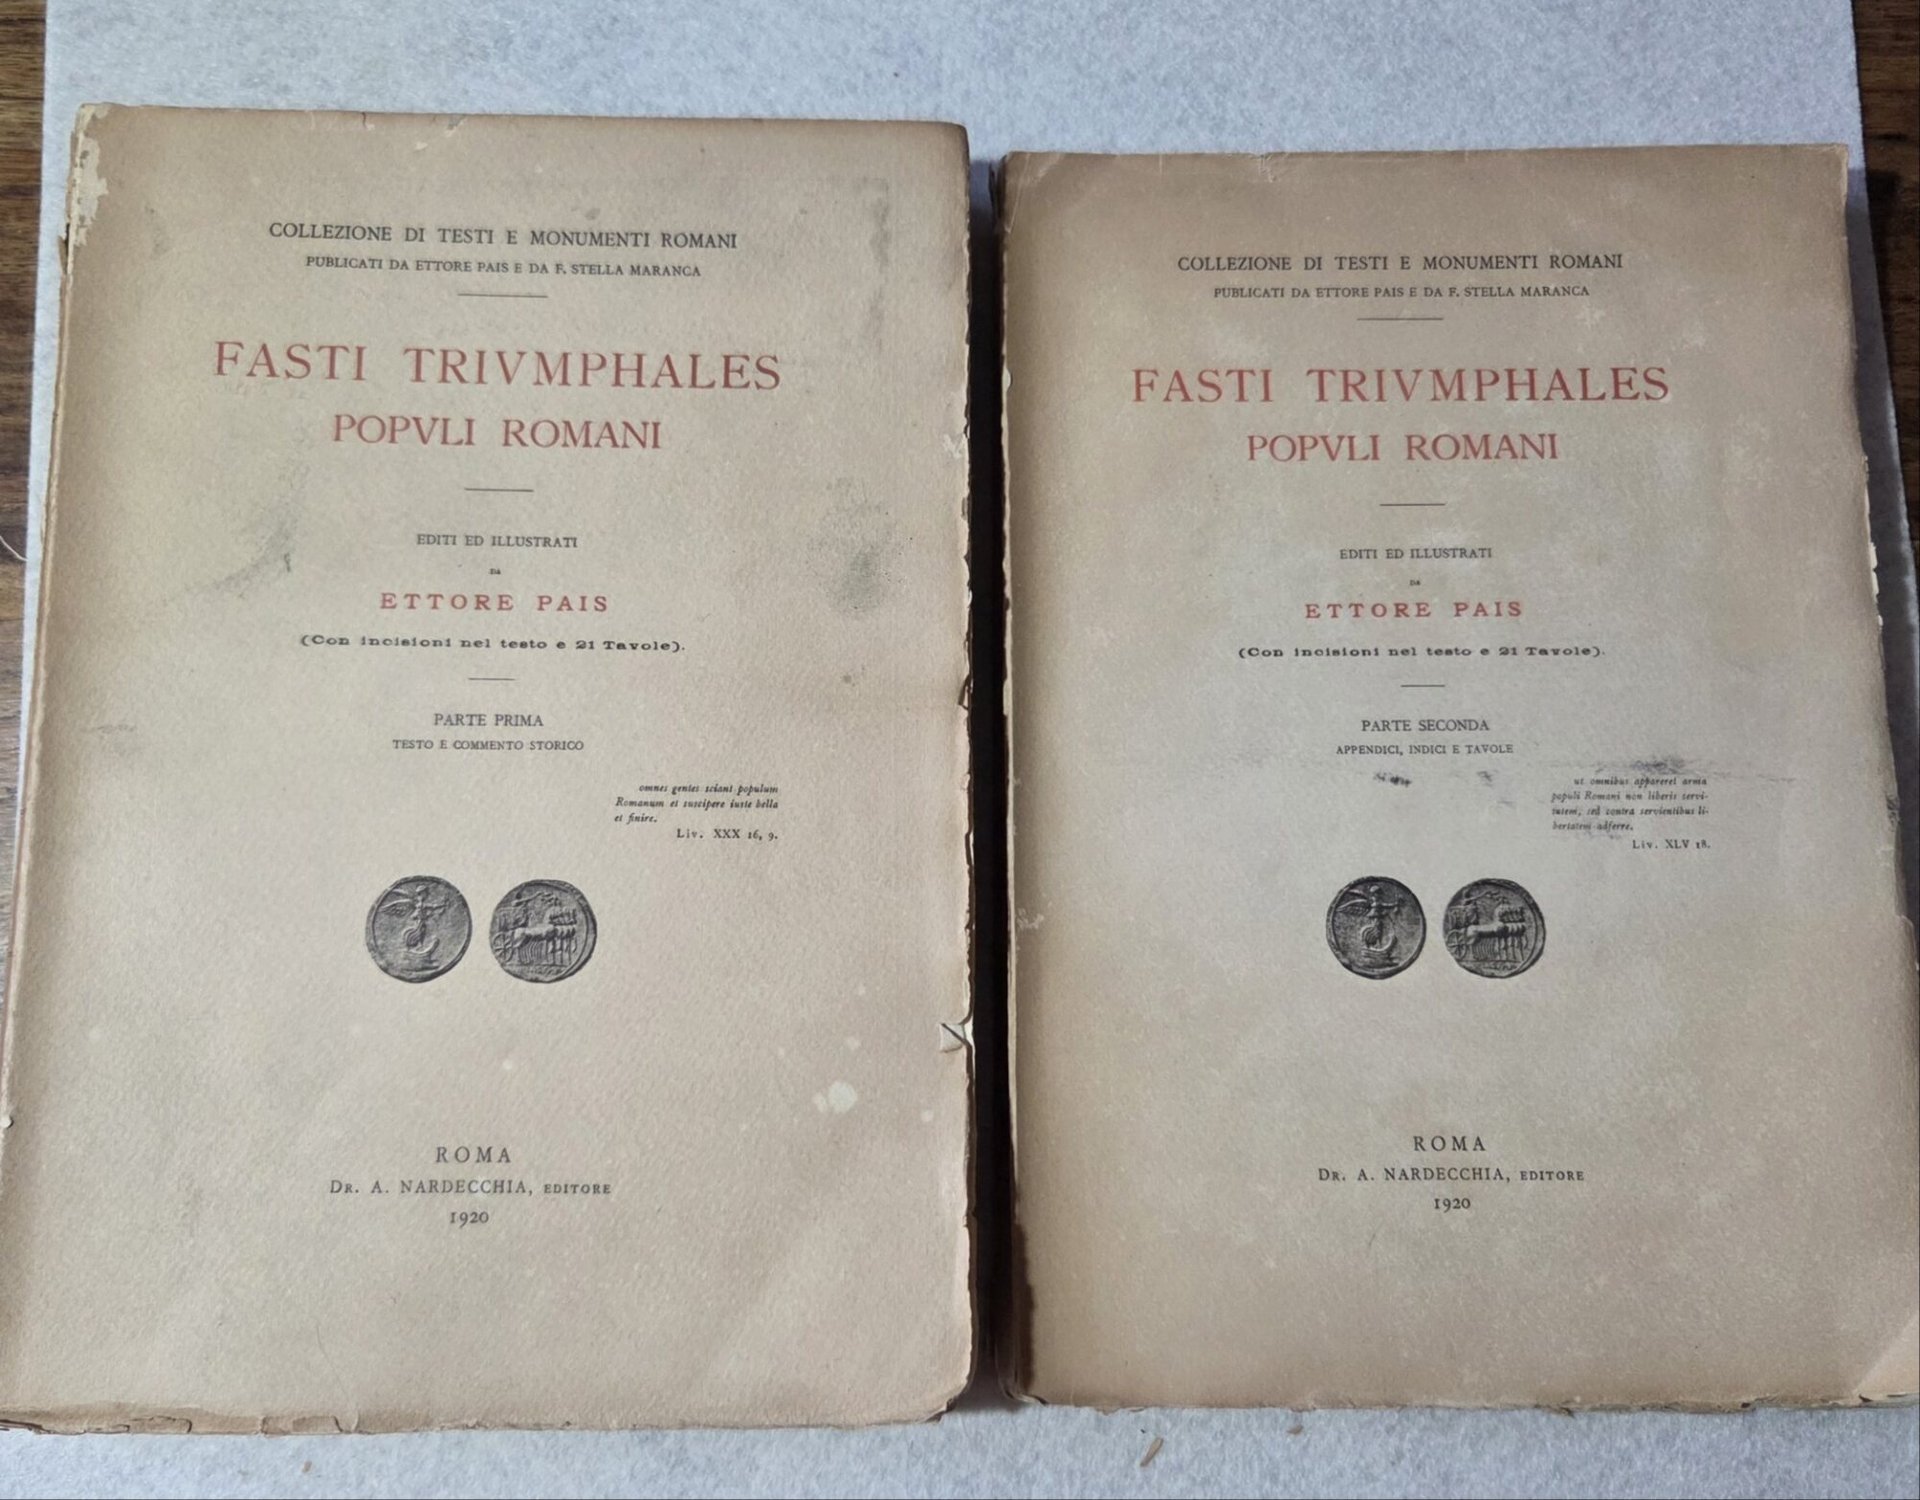 COLLEZIONE DI TESTI E MONUMENTI ROMANI
PUBLICATI DA ETTORE PAIS E DA F. STELLA MARANCA
FASTI TRIVMPHALES
POPVLI ROMANI
EDITI ED ILLUSTRATI
DA
ETTORE PAIS
(Con incisioni nel testo e 21 Tavole).
PARTE PRIMA
TESTO E COMMENTO STORICO
omnes gentes sciant populum
Romanum et suscipere iuste bella
et finire.
Liv. XXX 16, 9.
ROMA
DR. A. NARDECCHIA, EDITORE
1920
COLLEZIONE DI TESTI E MONUMENTI ROMANI
PUBLICATI DA ETTORE PAIS E DA F. STELLA MARANCA
FASTI TRIVMPHALES
POPVLI ROMANI
EDITI ED ILLUSTRATI
DA
ETTORE PAIS
(Con incisioni nel testo e 21 Tavole).
PARTE SECONDA
APPENDICI, INDICI E TAVOLE
ut omnibus appareret arma
populi Romani non liberis servi-
tutem, sed contra servientibus li-
bertatem adferre.
Liv. XLV 18.
ROMA
DR. A. NARDECCHIA, EDITORE
1920